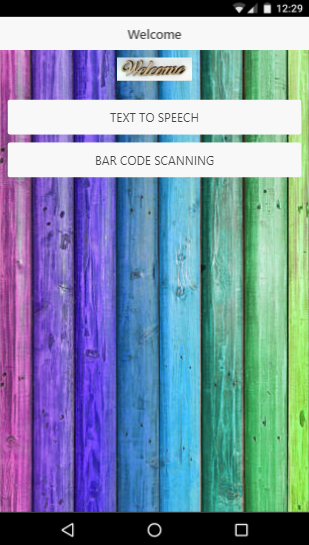 12:29
Welcome
Welcome
TEXT TO SPEECH
BAR CODE SCANNING